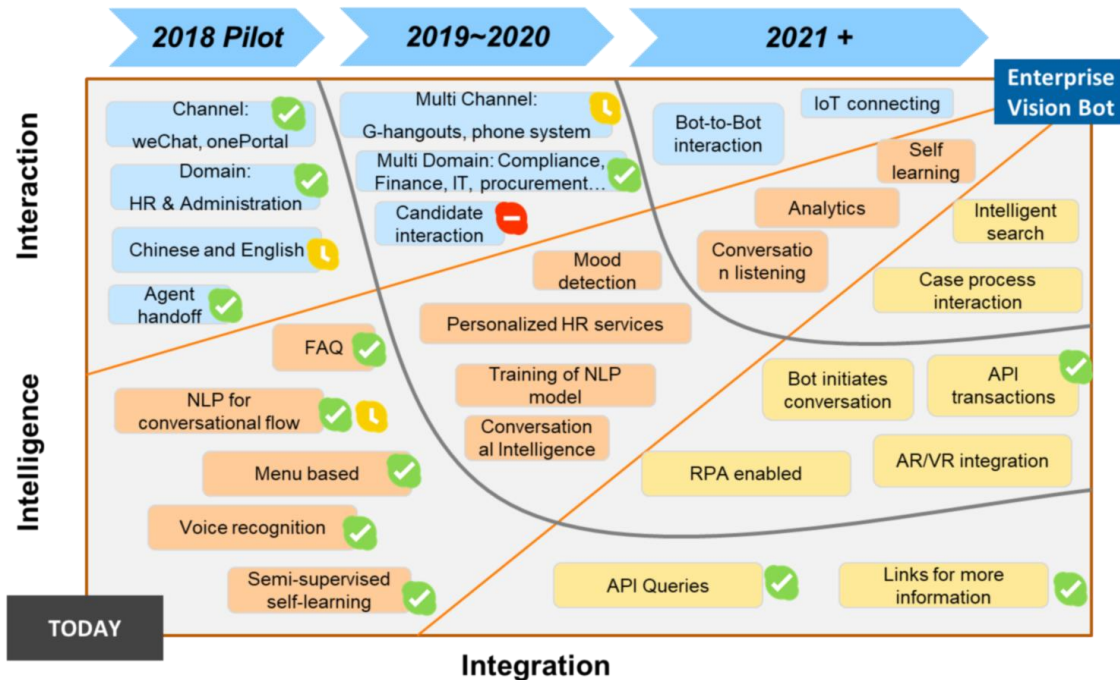 2018 Pilot
2019~2020
2021 +
Enterprise
Vision Bot
Interaction
Intelligence
Channel:
weChat, onePortal
Domain:
HR & Administration
Chinese and English
Agent
handoff
Multi Channel:
G-hangouts, phone system
Multi Domain: Compliance,
Finance, IT, procurement...
Candidate
interaction
Bot-to-Bot
interaction
IoT connecting
Self
learning
Analytics
Conversatio
n listening
Intelligent
search
Case process
interaction
Mood
detection
Personalized HR services
Training of NLP
model
Conversation
al Intelligence
FAQ
NLP for
conversational flow
Menu based
Voice recognition
Semi-supervised
self-learning
Bot initiates
conversation
API
transactions
RPA enabled
AR/VR integration
API Queries
Links for more
information
TODAY
Integration